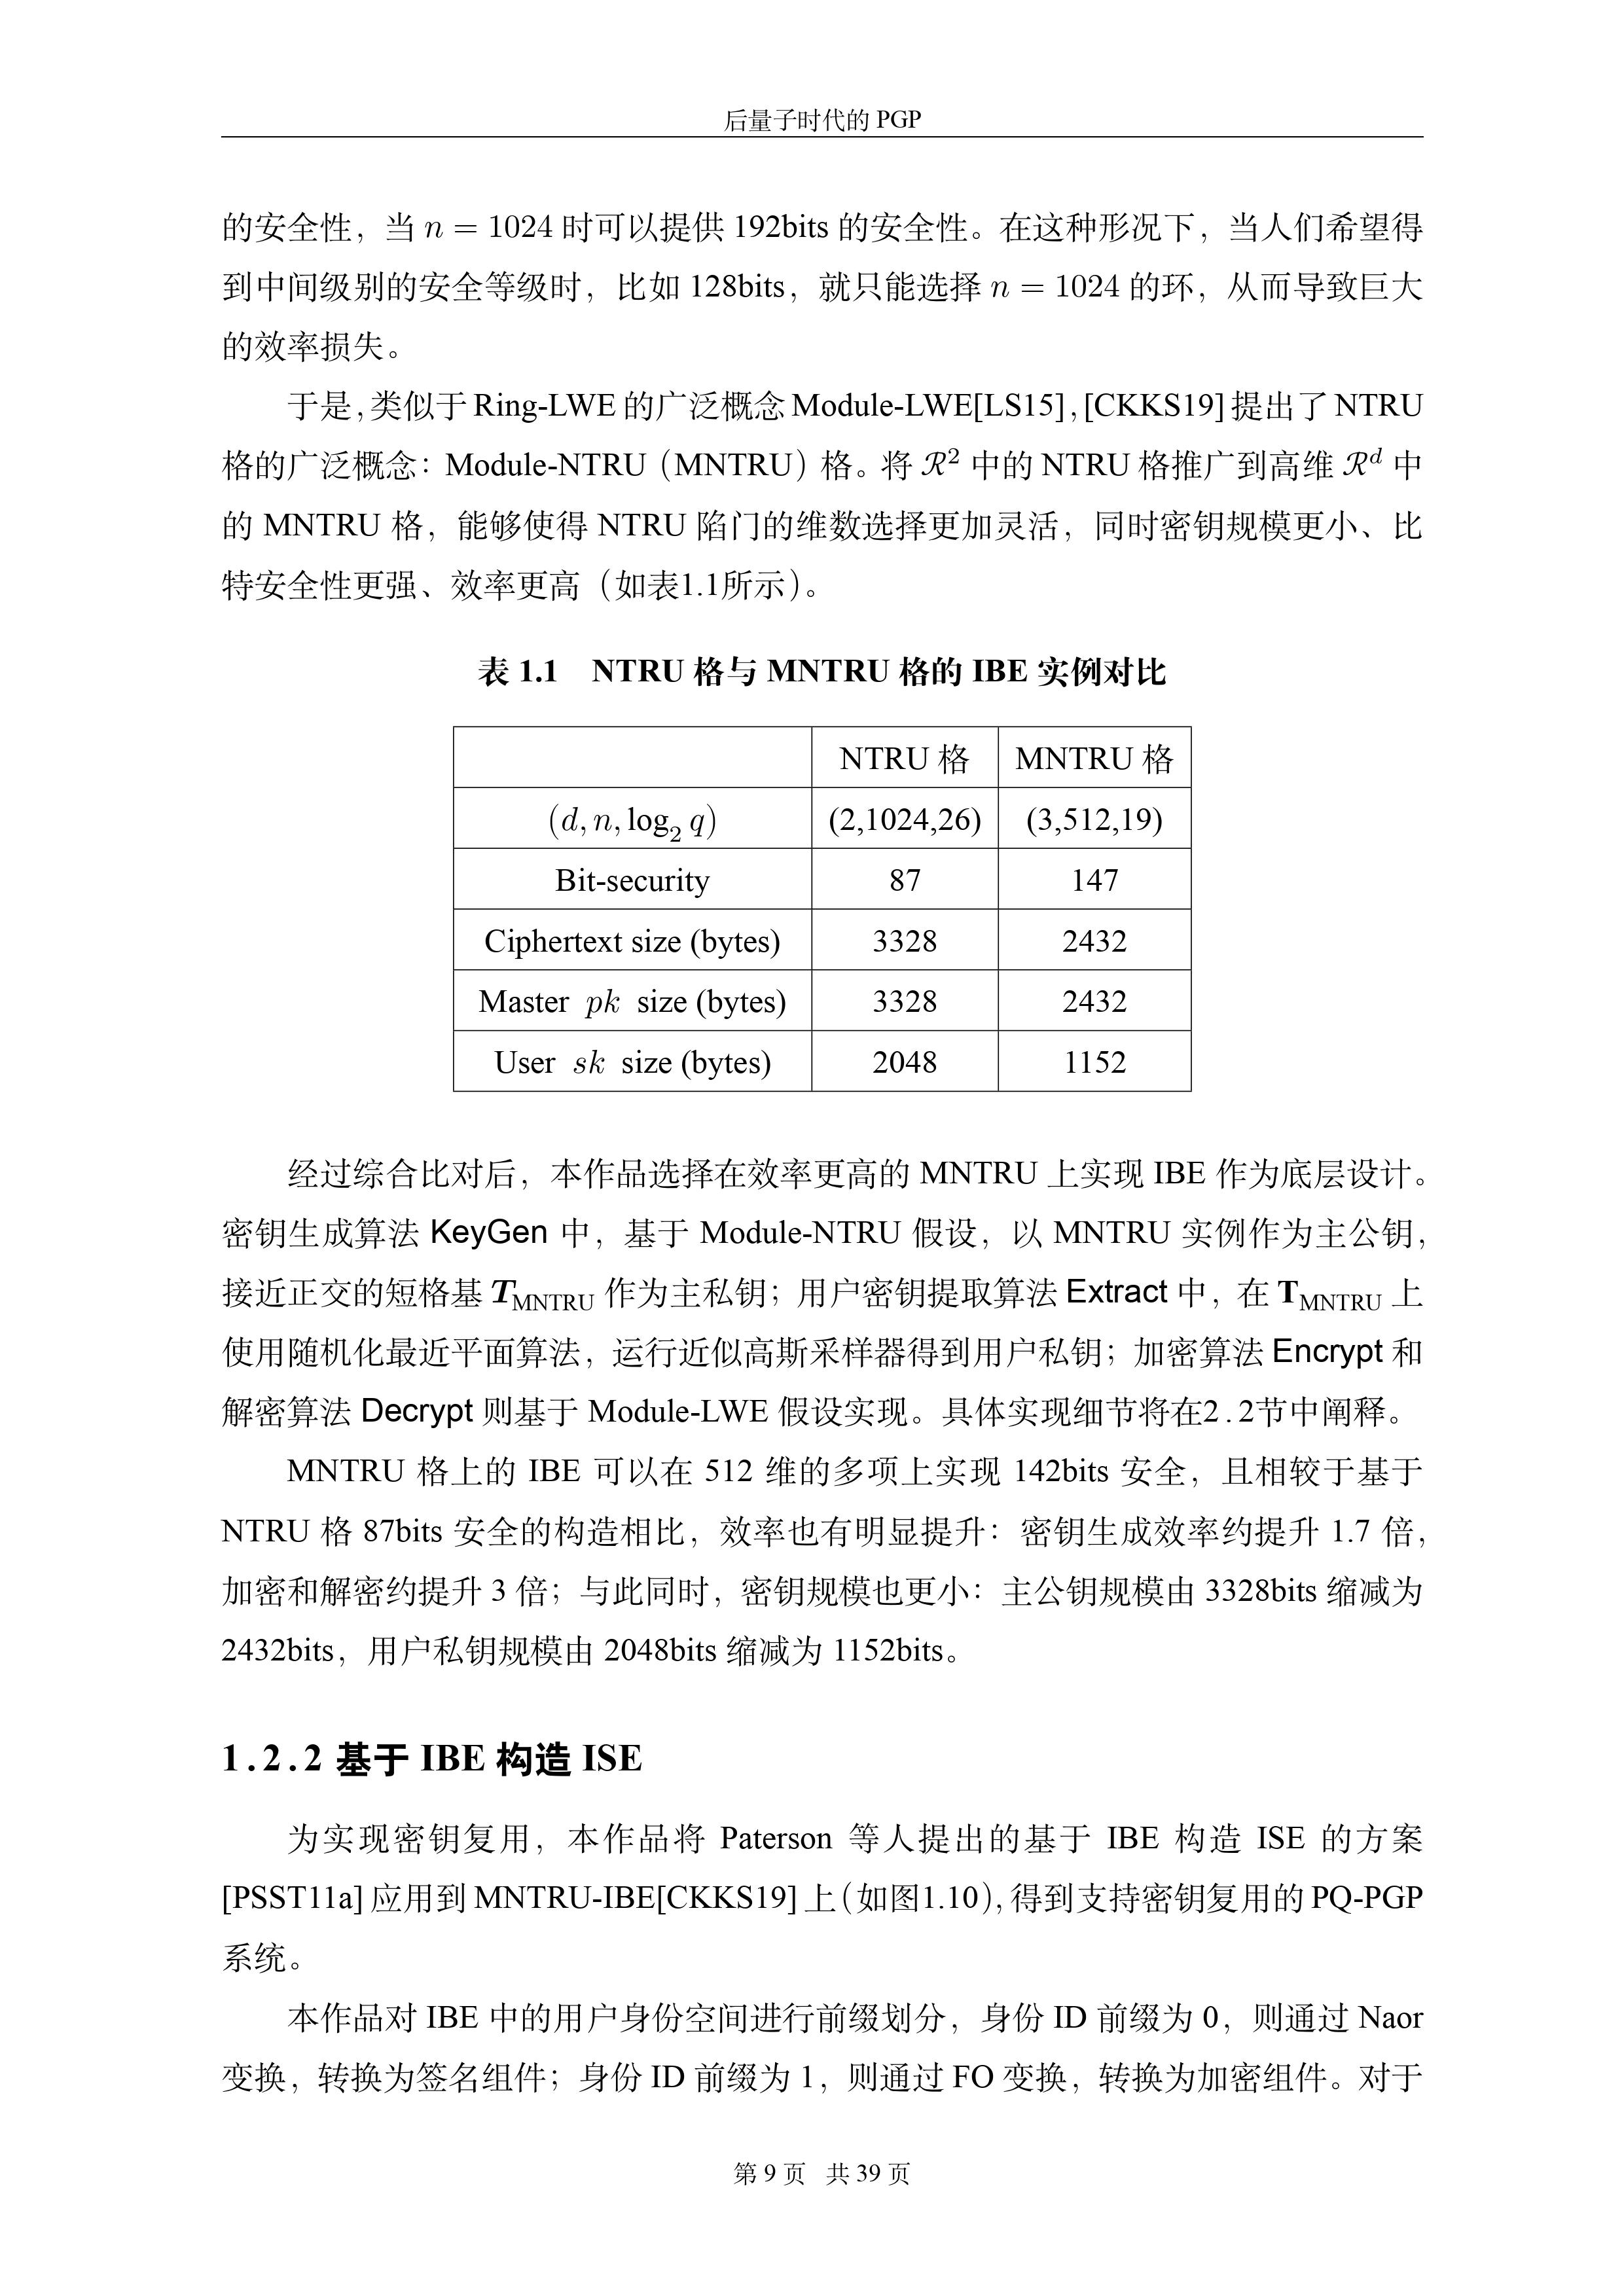 后量子时代的 PGP
的安全性，当 n = 1024 时可以提供 192bits 的安全性。在这种形况下，当人们希望得
到中间级别的安全等级时，比如 128bits，就只能选择 n = 1024 的环，从而导致巨大
的效率损失。
于是,类似于 Ring-LWE 的广泛概念 Module-LWE[LS15], [CKKS19] 提出了 NTRU
格的广泛概念：Module-NTRU（MNTRU）格。将 ℛ² 中的 NTRU 格推广到高维 ℛᵈ 中
的 MNTRU 格，能够使得 NTRU 陷门的维数选择更加灵活，同时密钥规模更小、比
特安全性更强、效率更高（如表1.1所示）。
表 1.1 NTRU 格与 MNTRU 格的 IBE 实例对比
NTRU 格 MNTRU 格
(d, n, log₂ q) (2,1024,26) (3,512,19)
Bit-security 87 147
Ciphertext size (bytes) 3328 2432
Master pk size (bytes) 3328 2432
User sk size (bytes) 2048 1152
经过综合比对后，本作品选择在效率更高的 MNTRU 上实现 IBE 作为底层设计。
密钥生成算法 KeyGen 中，基于 Module-NTRU 假设，以 MNTRU 实例作为主公钥，
接近正交的短格基 T_MNTRU 作为主私钥；用户密钥提取算法 Extract 中，在 T_MNTRU 上
使用随机化最近平面算法，运行近似高斯采样器得到用户私钥；加密算法 Encrypt 和
解密算法 Decrypt 则基于 Module-LWE 假设实现。具体实现细节将在2.2节中阐释。
MNTRU 格上的 IBE 可以在 512 维的多项上实现 142bits 安全，且相较于基于
NTRU 格 87bits 安全的构造相比，效率也有明显提升：密钥生成效率约提升 1.7 倍，
加密和解密约提升 3 倍；与此同时，密钥规模也更小：主公钥规模由 3328bits 缩减为
2432bits，用户私钥规模由 2048bits 缩减为 1152bits。
1.2.2 基于 IBE 构造 ISE
为实现密钥复用，本作品将 Paterson 等人提出的基于 IBE 构造 ISE 的方案
[PSST11a] 应用到 MNTRU-IBE[CKKS19] 上（如图1.10）, 得到支持密钥复用的 PQ-PGP
系统。
本作品对 IBE 中的用户身份空间进行前缀划分，身份 ID 前缀为 0，则通过 Naor
变换，转换为签名组件；身份 ID 前缀为 1，则通过 FO 变换，转换为加密组件。对于
第 9 页 共 39 页